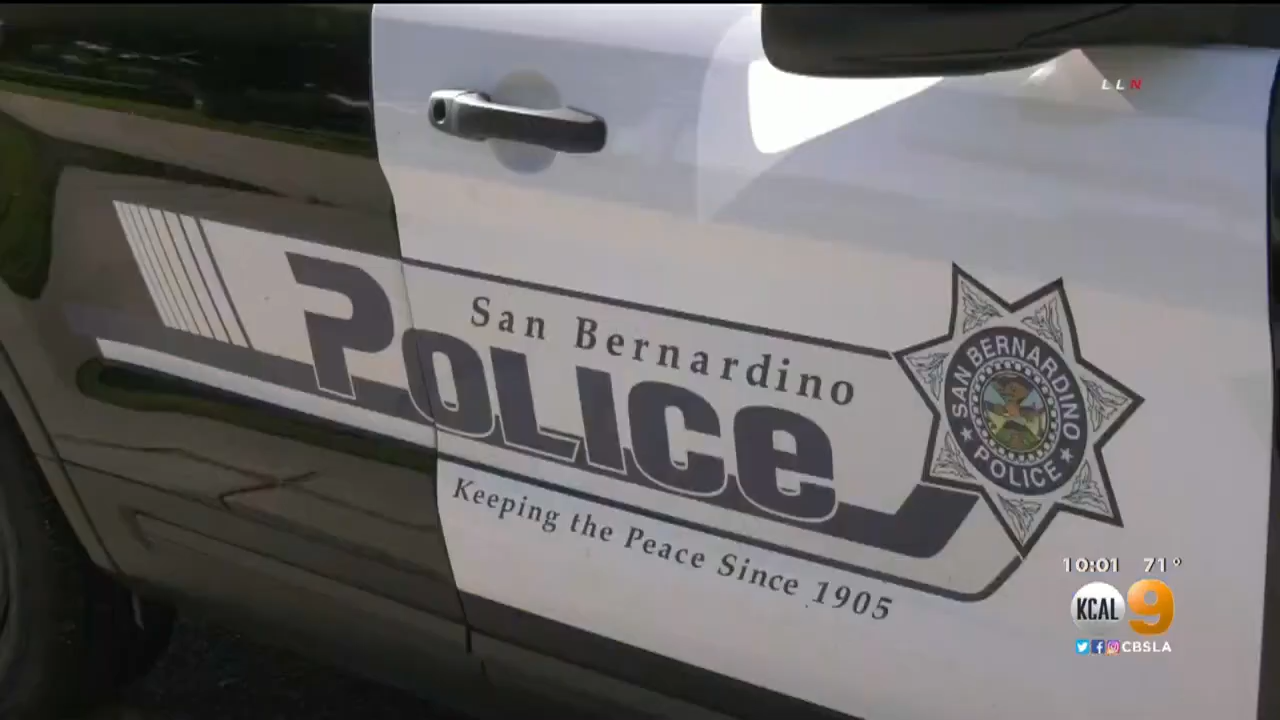 LLN
San Bernardino
POLICE
Keeping the Peace Since 1905
SAN BERNARDINO
POLICE
10:01 71°
KCAL 9
CBSLA